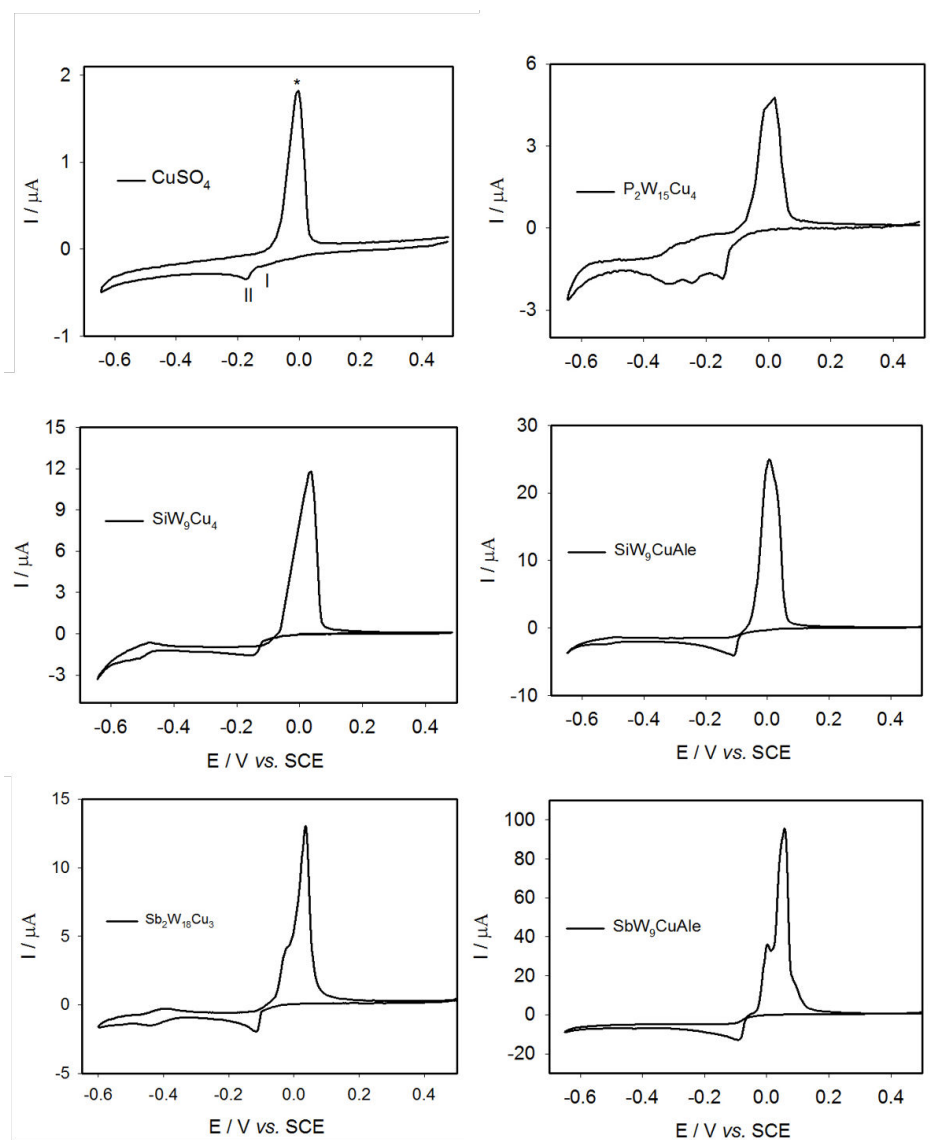 2
1
0
-1
I / μA
*
CuSO₄
I
II
-0.6 -0.4 -0.2 0.0 0.2 0.4
6
3
0
-3
I / μA
P₂W₁₅Cu₄
-0.6 -0.4 -0.2 0.0 0.2 0.4
15
12
9
6
3
0
-3
I / μA
SiW₉Cu₄
-0.6 -0.4 -0.2 0.0 0.2 0.4
E / V vs. SCE
30
20
10
0
-10
I / μA
SiW₉CuAle
-0.6 -0.4 -0.2 0.0 0.2 0.4
E / V vs. SCE
15
10
5
0
-5
I / μA
Sb₂W₁₈Cu₃
-0.6 -0.4 -0.2 0.0 0.2 0.4
E / V vs. SCE
100
80
60
40
20
0
-20
I / μA
SbW₉CuAle
-0.6 -0.4 -0.2 0.0 0.2 0.4
E / V vs. SCE